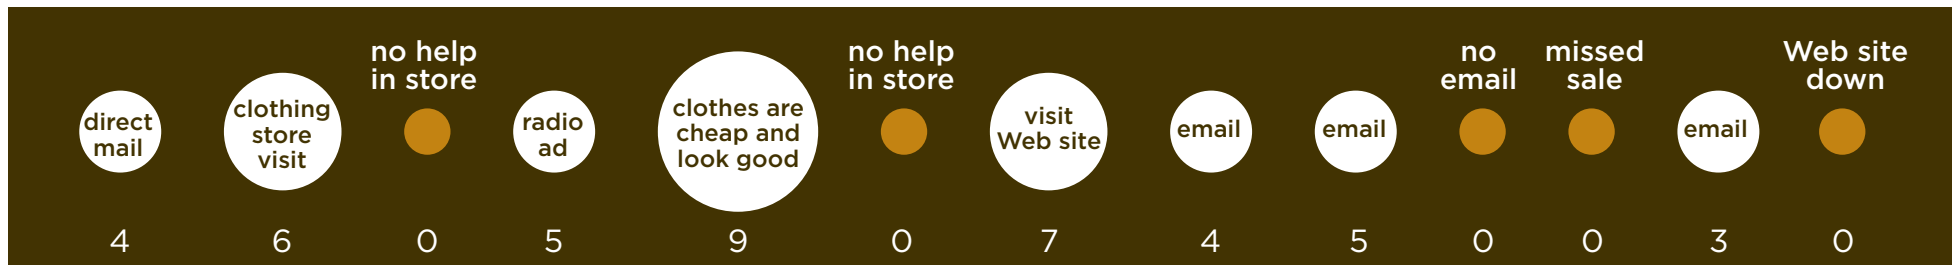 direct
mail
clothing
store
visit
no help
in store
radio
ad
clothes are
cheap and
look good
no help
in store
visit
Web site
email
email
no
email
missed
sale
email
Web site
down
4 6 0 5 9 0 7 4 5 0 0 3 0